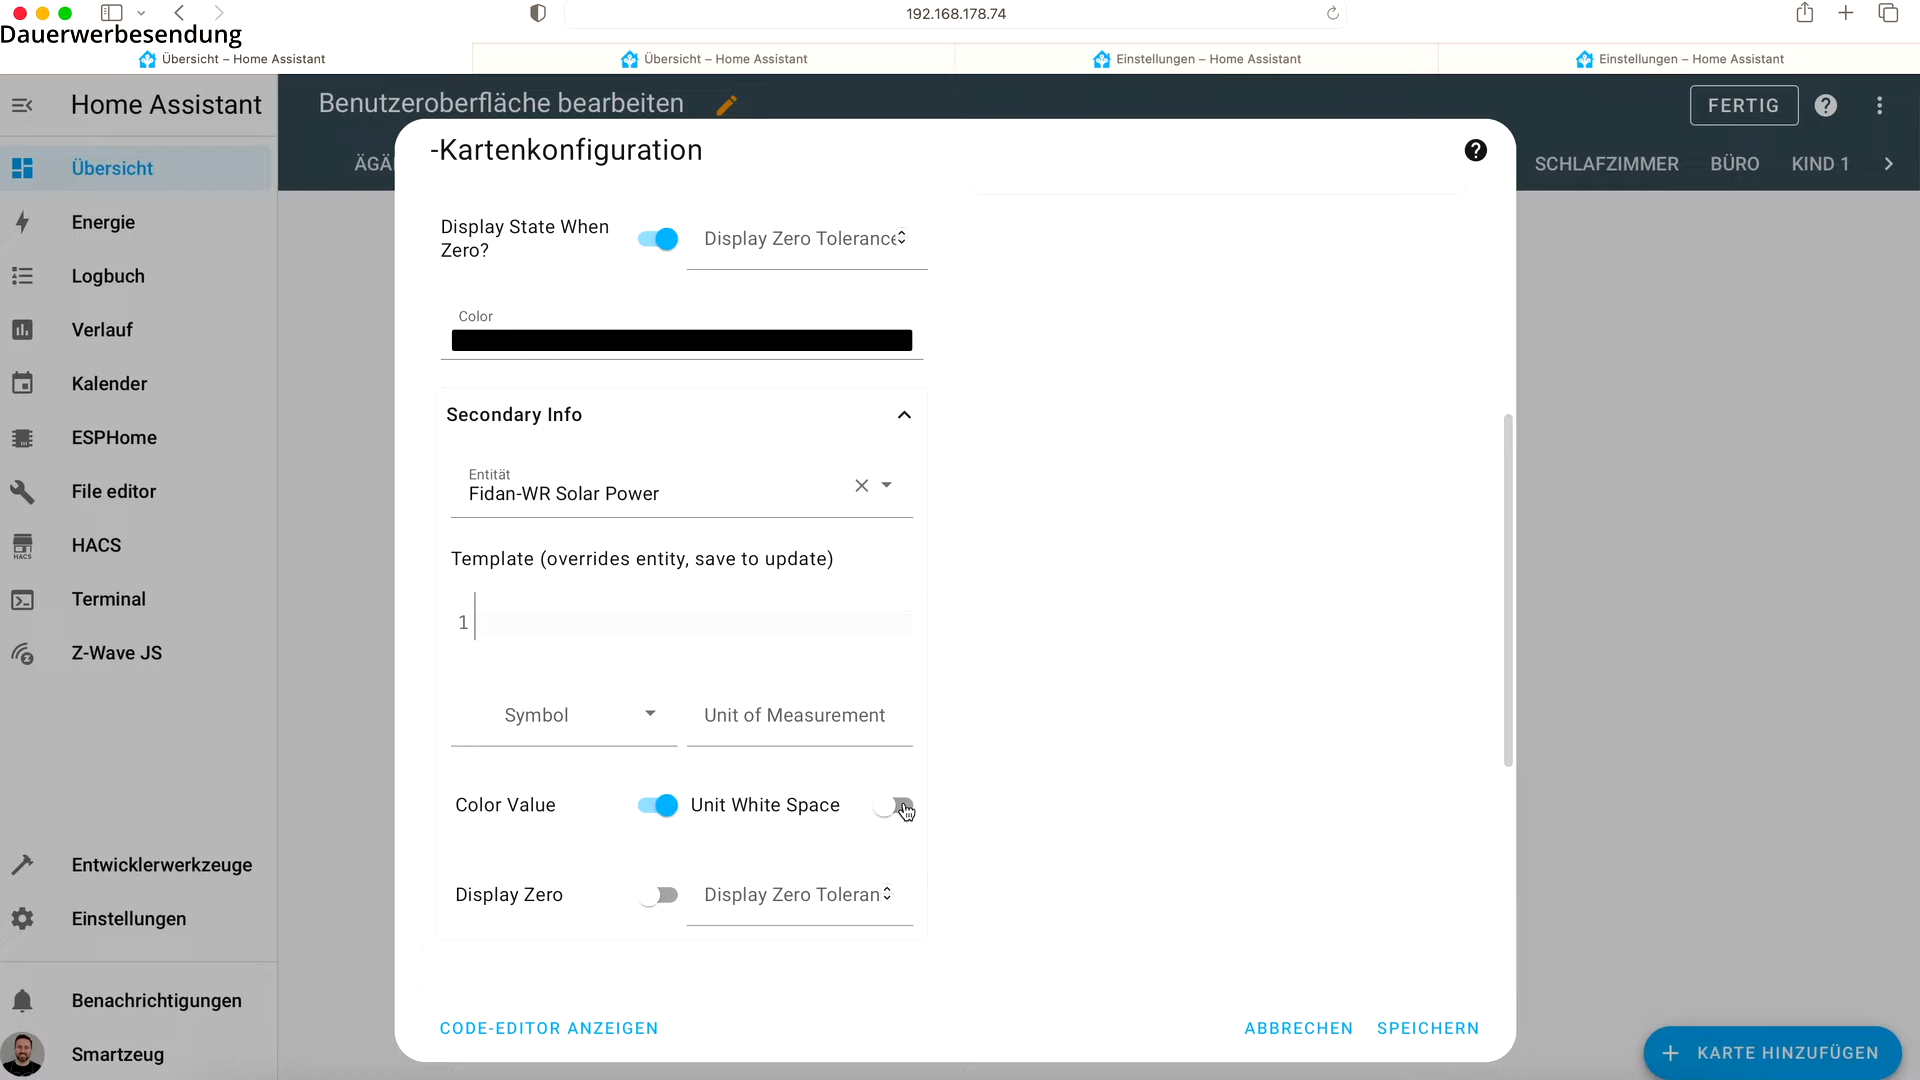 192.168.178.74
Dauerwerbesendung
Übersicht – Home Assistant
Übersicht – Home Assistant
Einstellungen – Home Assistant
Einstellungen – Home Assistant
Home Assistant
Benutzeroberfläche bearbeiten
FERTIG
ÄGÄ
SCHLAFZIMMER
BÜRO
KIND 1
Übersicht
Energie
Logbuch
Verlauf
Kalender
ESPHome
File editor
HACS
HACS
Terminal
Z-Wave JS
Entwicklerwerkzeuge
Einstellungen
Benachrichtigungen
Smartzeug
-Kartenkonfiguration
Display State When
Zero?
Display Zero Tolerance
Color
Secondary Info
Entität
Fidan-WR Solar Power
Template (overrides entity, save to update)
1
Symbol
Unit of Measurement
Color Value
Unit White Space
Display Zero
Display Zero Toleran
CODE-EDITOR ANZEIGEN
ABBRECHEN
SPEICHERN
KARTE HINZUFÜGEN